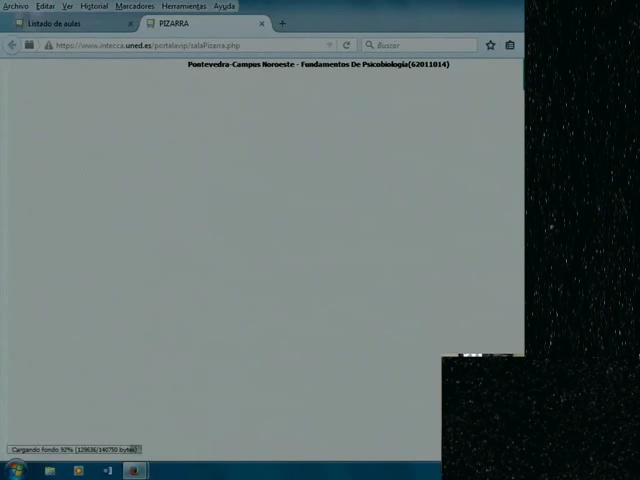 Archivo Editar Ver Historial Marcadores Herramientas Ayuda
Listado de aulas × PIZARRA × +
https://www.intecca.uned.es/portalavip/salaPizarra.php Buscar
Pontevedra-Campus Noroeste - Fundamentos De Psicobiología(62011014)
Cargando fondo 92% (129636/140750 bytes)